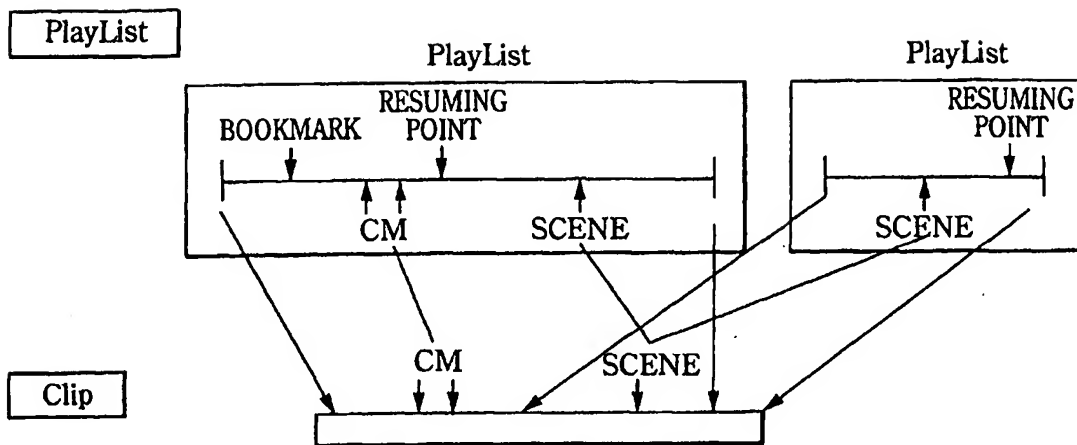 PlayList
PlayList
PlayList
BOOKMARK
RESUMING
POINT
RESUMING
POINT
CM
SCENE
SCENE
CM
SCENE
Clip